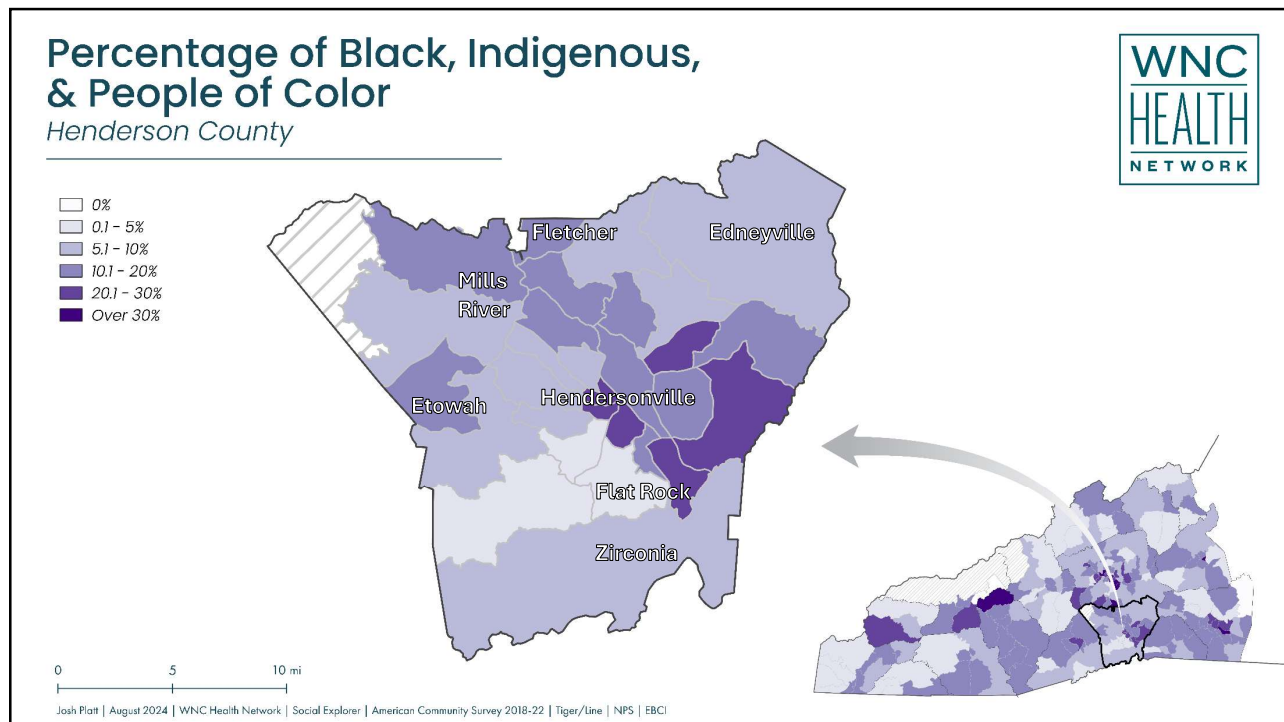 Percentage of Black, Indigenous,
& People of Color
Henderson County
WNC
HEALTH
NETWORK
0%
0.1 – 5%
5.1 – 10%
10.1 – 20%
20.1 – 30%
Over 30%
Fletcher
Edneyville
Mills
River
Hendersonville
Etowah
Flat Rock
Zirconia
0 5 10 mi
Josh Platt | August 2024 | WNC Health Network | Social Explorer | American Community Survey 2018-22 | Tiger/Line | NPS | EBCI